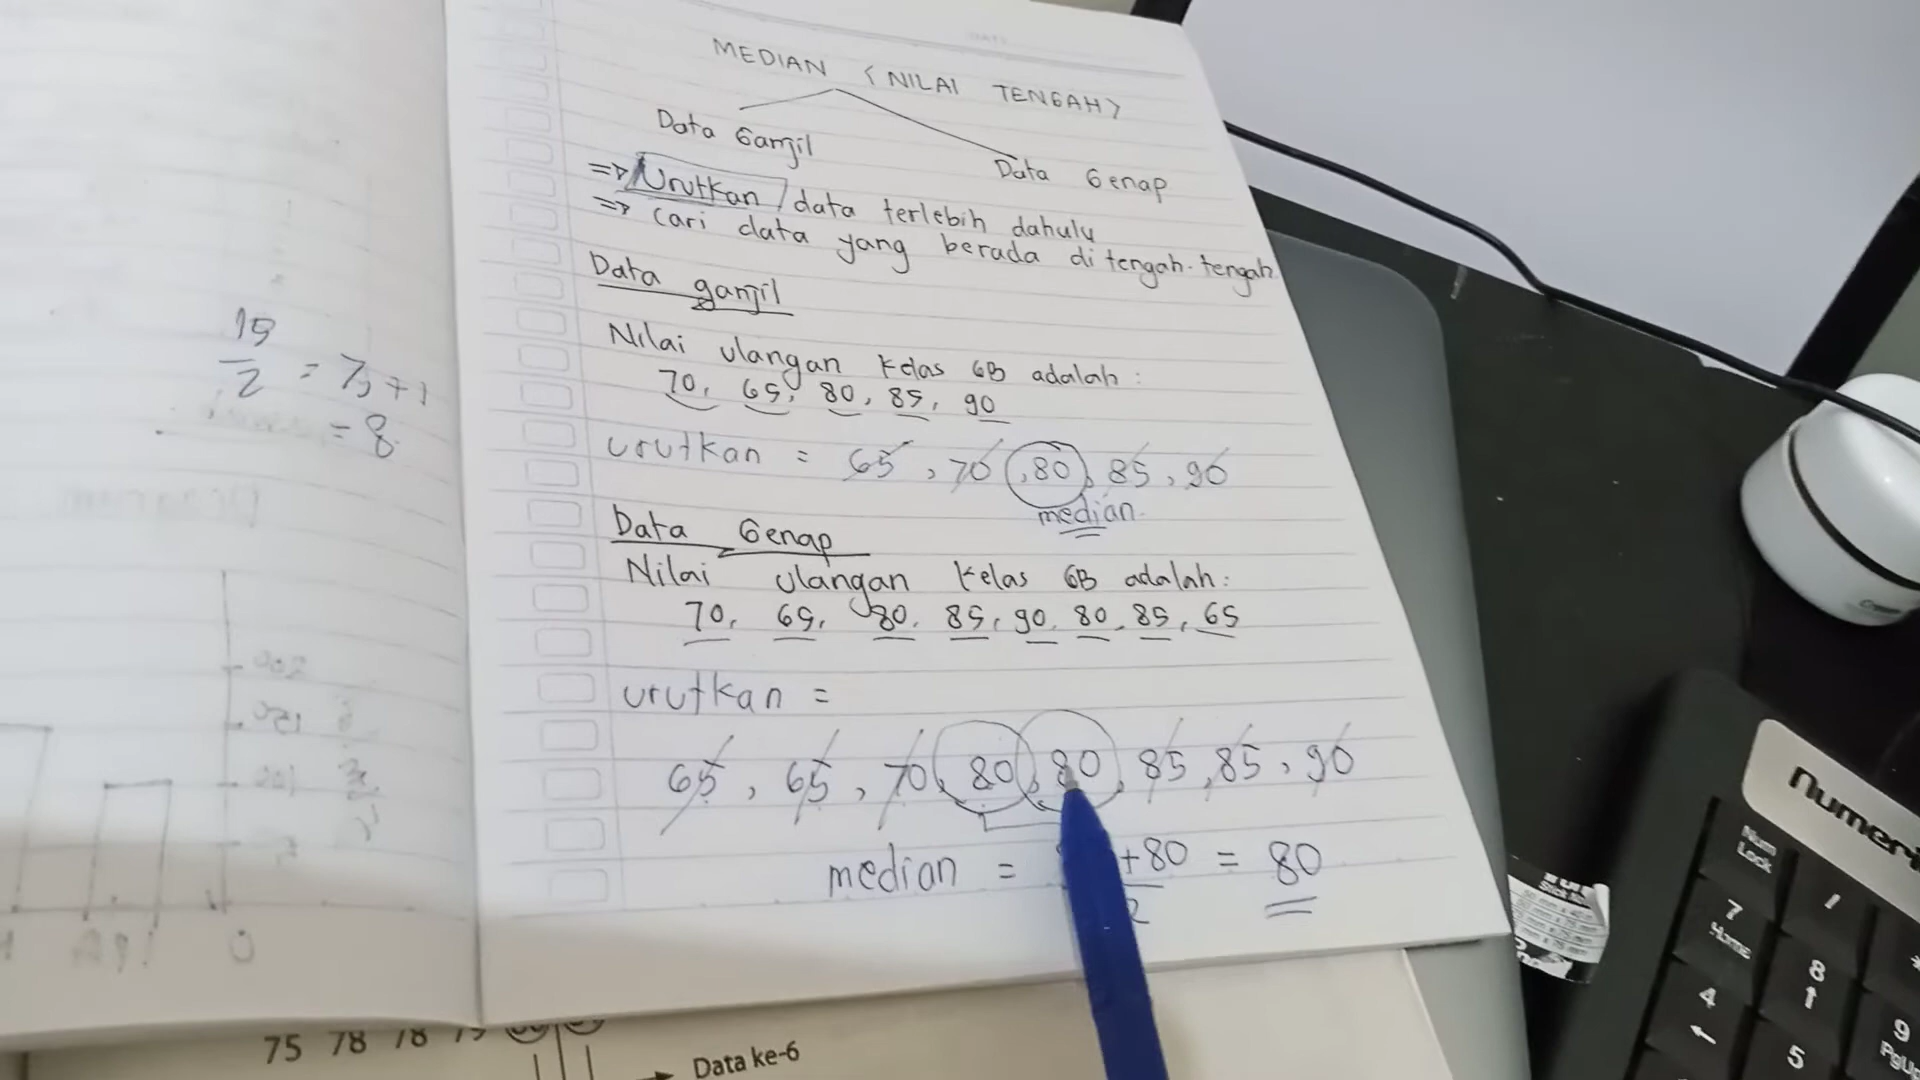 MEDIAN < NILAI TENGAH >
Data Ganjil
Data Genap
=> Urutkan data terlebih dahulu
=> cari data yang berada di tengah-tengah
Data ganjil
Nilai ulangan kelas 6B adalah :
70, 65, 80, 85, 90
urutkan = 65, 70, 80, 85, 90
median
Data Genap
Nilai ulangan kelas 6B adalah :
70, 65, 80, 85, 90, 80, 85, 65
urutkan =
65, 65, 70, 80, 80, 85, 85, 90
median = +80 = 80
2
15
2 = 7, + 1
= 8
75 78 78
Data ke-6
Numeri
Num Lock
/
7 Home
8 ↑
9 PgU
4 ←
5